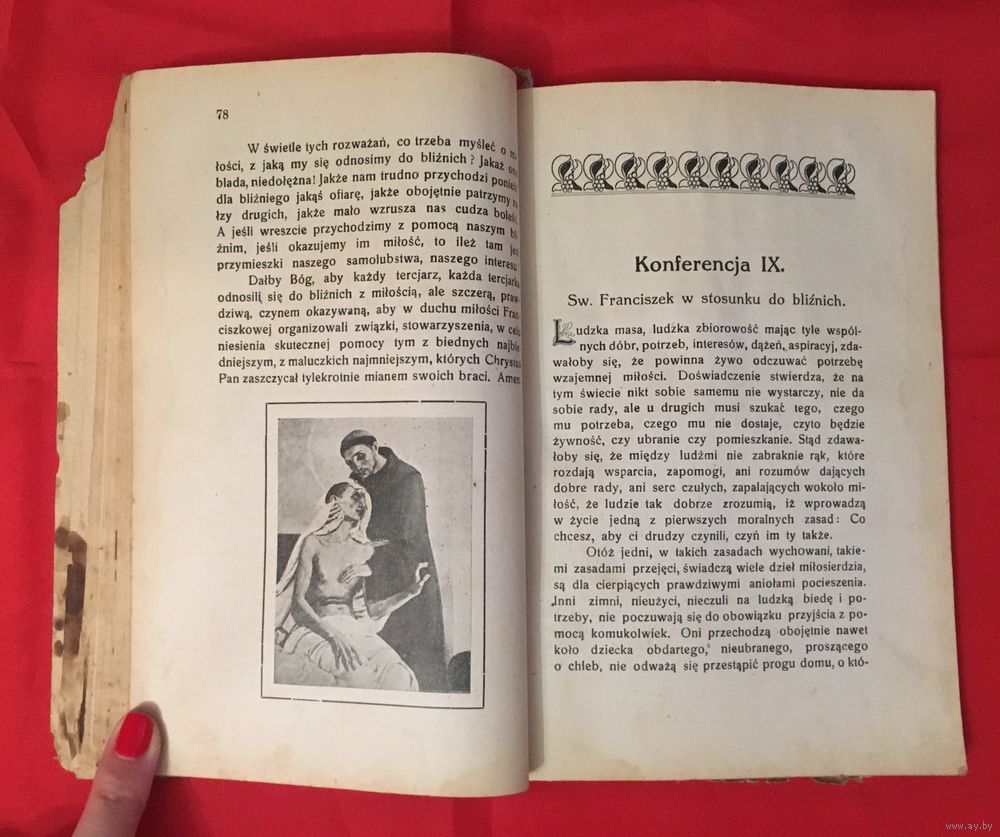 78
W świetle tych rozważań, co trzeba myśleć o mi-
łości, z jaką my się odnosimy do bliźnich ? Jakaż ona
blada, niedołężna! Jakże nam trudno przychodzi ponieść
dla bliźniego jakąś ofiarę, jakże obojętnie patrzymy na
łzy drugich, jakże mało wzrusza nas cudza boleść.
A jeśli wreszcie przychodzimy z pomocą naszym bli-
źnim, jeśli okazujemy im miłość, to ileż tam jest
przymieszki naszego samolubstwa, naszego interesu
Dałby Bóg, aby każdy tercjarz, każda tercjarka
odnosili się do bliźnich z miłością, ale szczerą, praw-
dziwą, czynem okazywaną, aby w duchu miłości Fran-
ciszkowej organizowali związki, stowarzyszenia, w celu
niesienia skutecznej pomocy tym z biednych najbie-
dniejszym, z maluczkich najmniejszym, których Chrystus
Pan zaszczycał tylekrotnie mianem swoich braci. Amen
Konferencja IX.
Sw. Franciszek w stosunku do bliźnich.
Ludzka masa, ludzka zbiorowość mając tyle wspól-
nych dóbr, potrzeb, interesów, dążeń, aspiracyj, zda-
wałoby się, że powinna żywo odczuwać potrzebę
wzajemnej miłości. Doświadczenie stwierdza, że na
tym świecie nikt sobie samemu nie wystarczy, nie da
sobie rady, ale u drugich musi szukać tego, czego
mu potrzeba, czego mu nie dostaje, czyto będzie
żywność, czy ubranie czy pomieszkanie. Stąd zdawa-
łoby się, że między ludźmi nie zabraknie rąk, które
rozdają wsparcia, zapomogi, ani rozumów dających
dobre rady, ani serc czułych, zapalających wokoło mi-
łość, że ludzie tak dobrze zrozumią, iż wprowadzą
w życie jedną z pierwszych moralnych zasad : Co
chcesz, aby ci drudzy czynili, czyń im ty także.
Otóż jedni, w takich zasadach wychowani, takie-
mi zasadami przejęci, świadczą wiele dzieł miłosierdzia,
są dla cierpiących prawdziwymi aniołami pocieszenia.
Inni zimni, nieużyci, nieczuli na ludzką biedę i po-
trzeby, nie poczuwają się do obowiązku przyjścia z po-
mocą komukolwiek. Oni przechodzą obojętnie nawet
koło dziecka obdartego, nieubranego, proszącego
o chleb, nie odważą się przestąpić progu domu, o któ-
www.ay.by